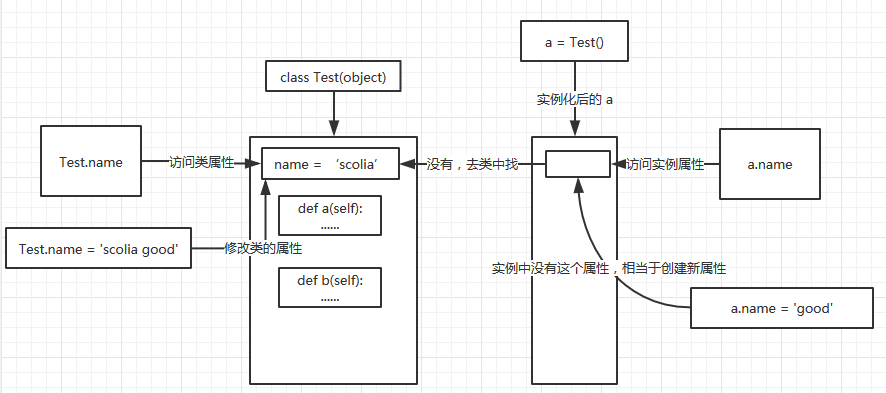 a = Test()
class Test(object)
实例化后的 a
Test.name
访问类属性
name = ‘scolia’
没有，去类中找
访问实例属性
a.name
def a(self):
......
Test.name = 'scolia good'
修改类的属性
def b(self):
......
实例中没有这个属性，相当于创建新属性
a.name = 'good'